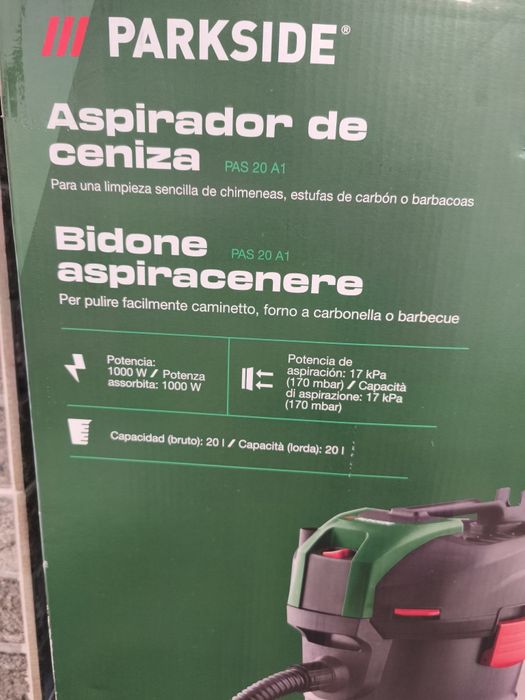 /// PARKSIDE®
Aspirador de
ceniza PAS 20 A1
Para una limpieza sencilla de chimeneas, estufas de carbón o barbacoas
Bidone PAS 20 A1
aspiracenere
Per pulire facilmente caminetto, forno a carbonella o barbecue
Potencia:
1000 W / Potenza
assorbita: 1000 W
Potencia de
aspiración: 17 kPa
(170 mbar) / Capacità
di aspirazione: 17 kPa
(170 mbar)
Capacidad (bruto): 20 l / Capacità (lorda): 20 l